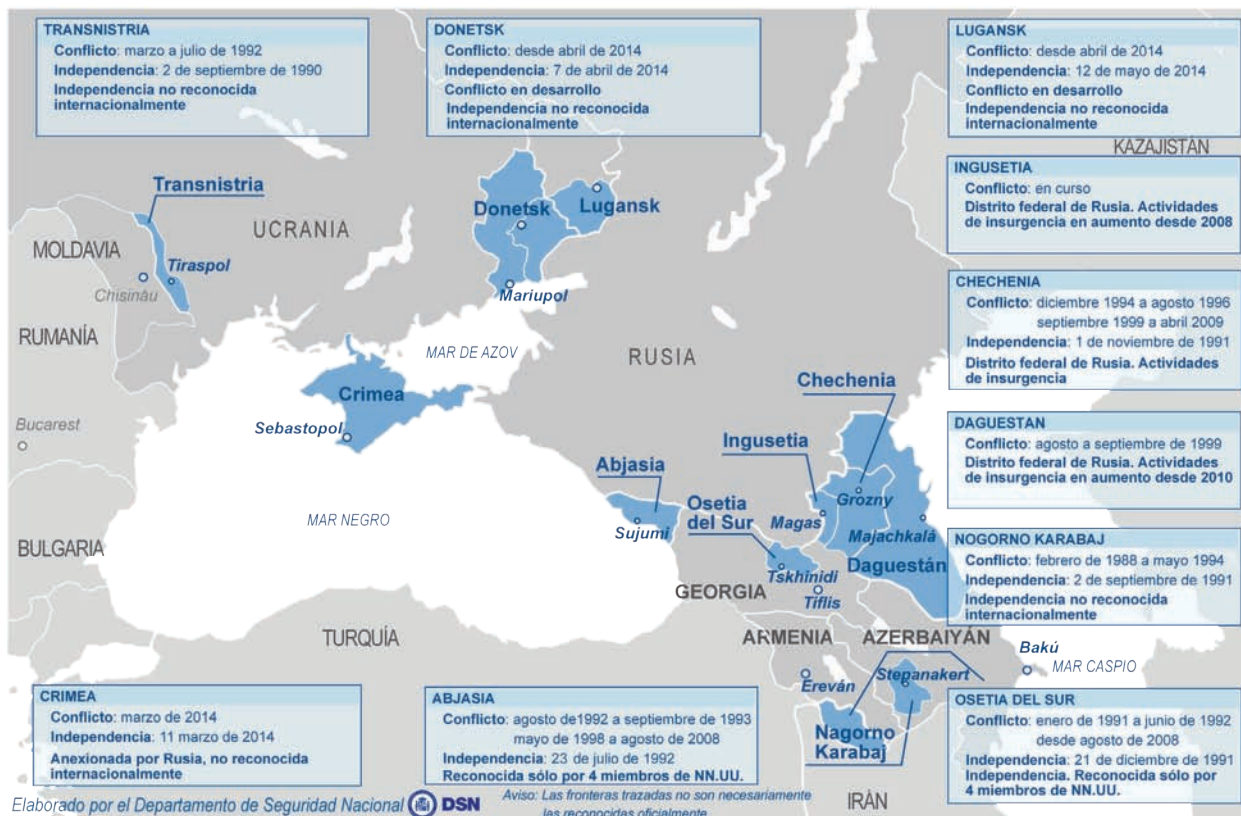 TRANSNISTRIA
Conflicto: marzo a julio de 1992
Independencia: 2 de septiembre de 1990
Independencia no reconocida
internacionalmente
DONETSK
Conflicto: desde abril de 2014
Independencia: 7 de abril de 2014
Conflicto en desarrollo
Independencia no reconocida
internacionalmente
LUGANSK
Conflicto: desde abril de 2014
Independencia: 12 de mayo de 2014
Conflicto en desarrollo
Independencia no reconocida
internacionalmente
KAZAJISTÁN
INGUSETIA
Conflicto: en curso
Distrito federal de Rusia. Actividades
de insurgencia en aumento desde 2008
CHECHENIA
Conflicto: diciembre 1994 a agosto 1996
septiembre 1999 a abril 2009
Independencia: 1 de noviembre de 1991
Distrito federal de Rusia. Actividades
de insurgencia
DAGUESTAN
Conflicto: agosto a septiembre de 1999
Distrito federal de Rusia. Actividades
de insurgencia en aumento desde 2010
NOGORNO KARABAJ
Conflicto: febrero de 1988 a mayo 1994
Independencia: 2 de septiembre de 1991
Independencia no reconocida
internacionalmente
OSETIA DEL SUR
Conflicto: enero de 1991 a junio de 1992
desde agosto de 2008
Independencia: 21 de diciembre de 1991
Independencia. Reconocida sólo por
4 miembros de NN.UU.
Transnistria
UCRANIA
Donetsk
Lugansk
MOLDAVIA
Tiraspol
Chisináu
Mariupol
RUMANÍA
MAR DE AZOV
RUSIA
Crimea
Chechenia
Bucarest
Sebastopol
Ingusetia
Abjasia
Grozny
Osetia
del Sur
MAR NEGRO
Sujumi
Magas
Majachkalá
BULGARIA
Tskhinidi
Daguestán
GEORGIA
Tiflis
TURQUÍA
ARMENIA
AZERBAIYÁN
Bakú
MAR CASPIO
Ereván
Stepanakert
Nagorno
Karabaj
IRÁN
CRIMEA
Conflicto: marzo de 2014
Independencia: 11 marzo de 2014
Anexionada por Rusia, no reconocida
internacionalmente
ABJASIA
Conflicto: agosto de1992 a septiembre de 1993
mayo de 1998 a agosto de 2008
Independencia: 23 de julio de 1992
Reconocida sólo por 4 miembros de NN.UU.
Elaborado por el Departamento de Seguridad Nacional DSN
Aviso: Las fronteras trazadas no son necesariamente
las reconocidas oficialmente